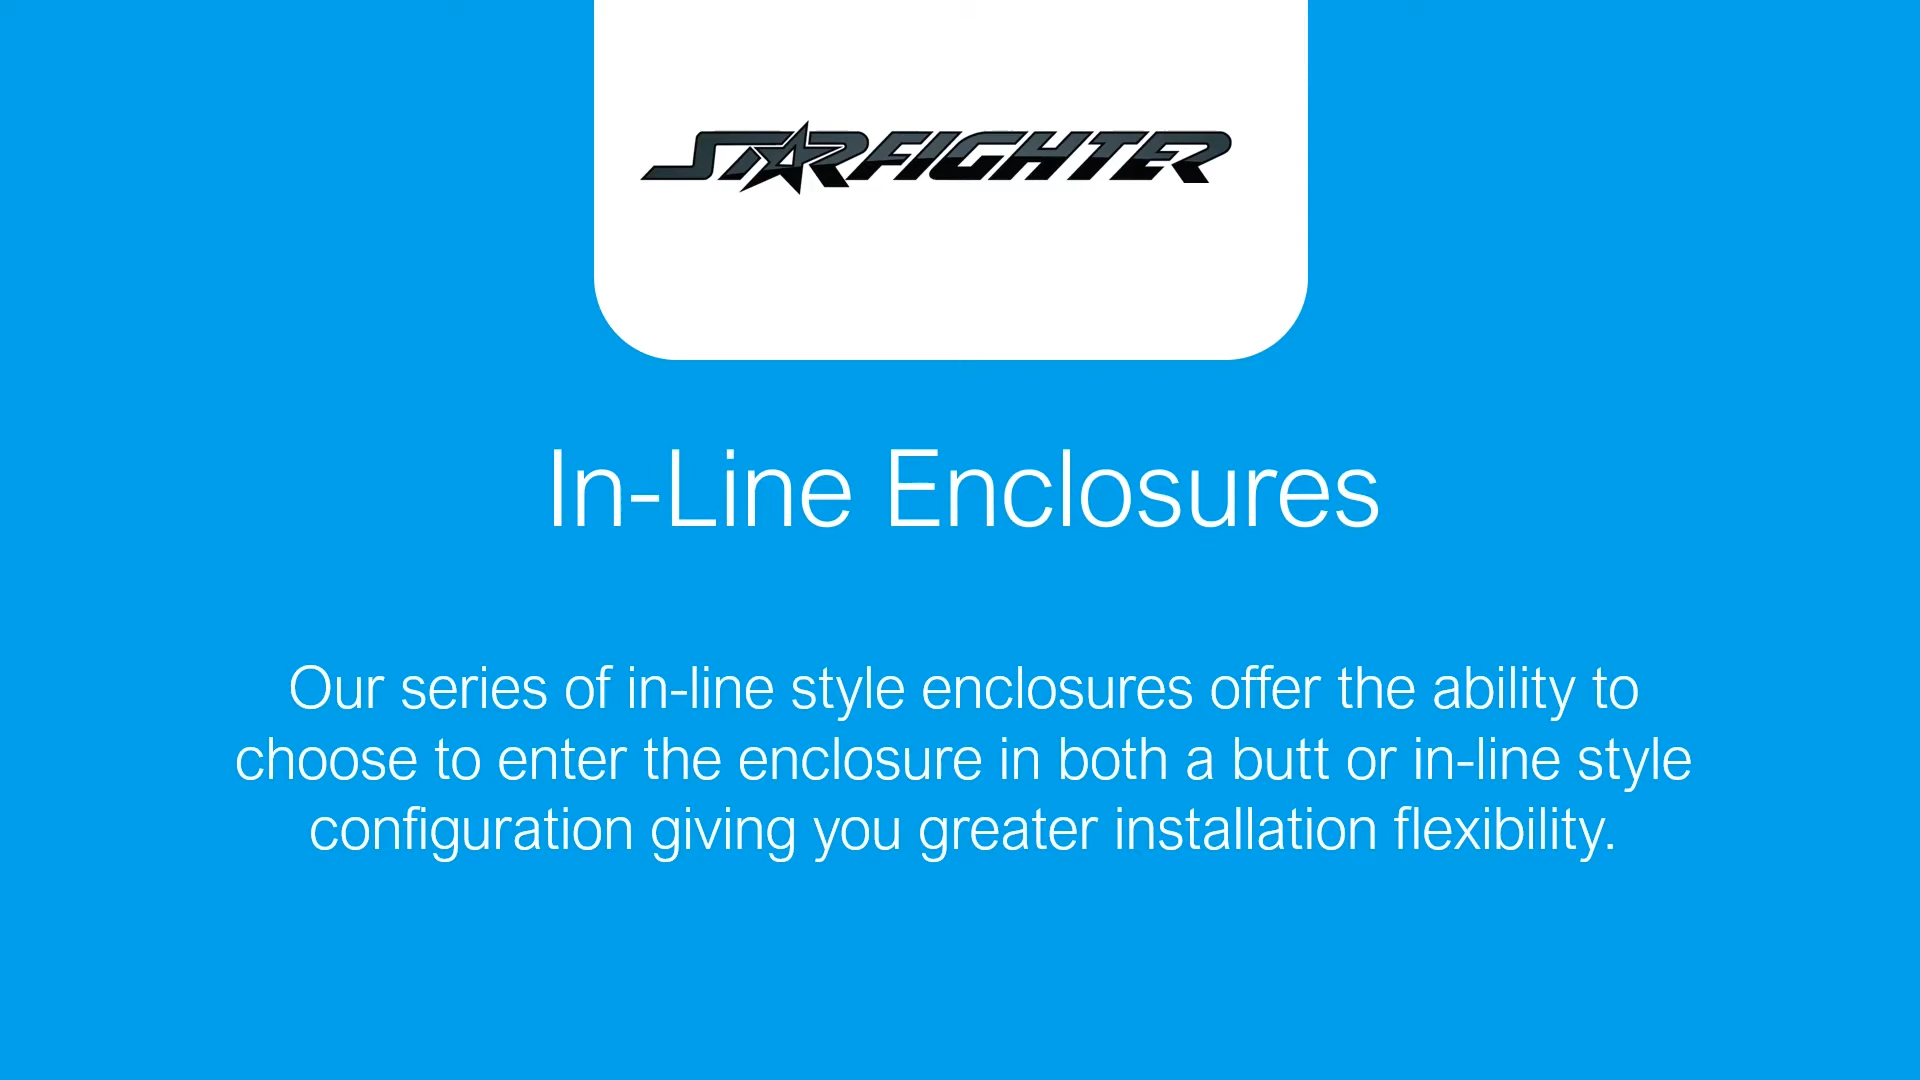 STARFIGHTER
In-Line Enclosures
Our series of in-line style enclosures offer the ability to
choose to enter the enclosure in both a butt or in-line style
configuration giving you greater installation flexibility.